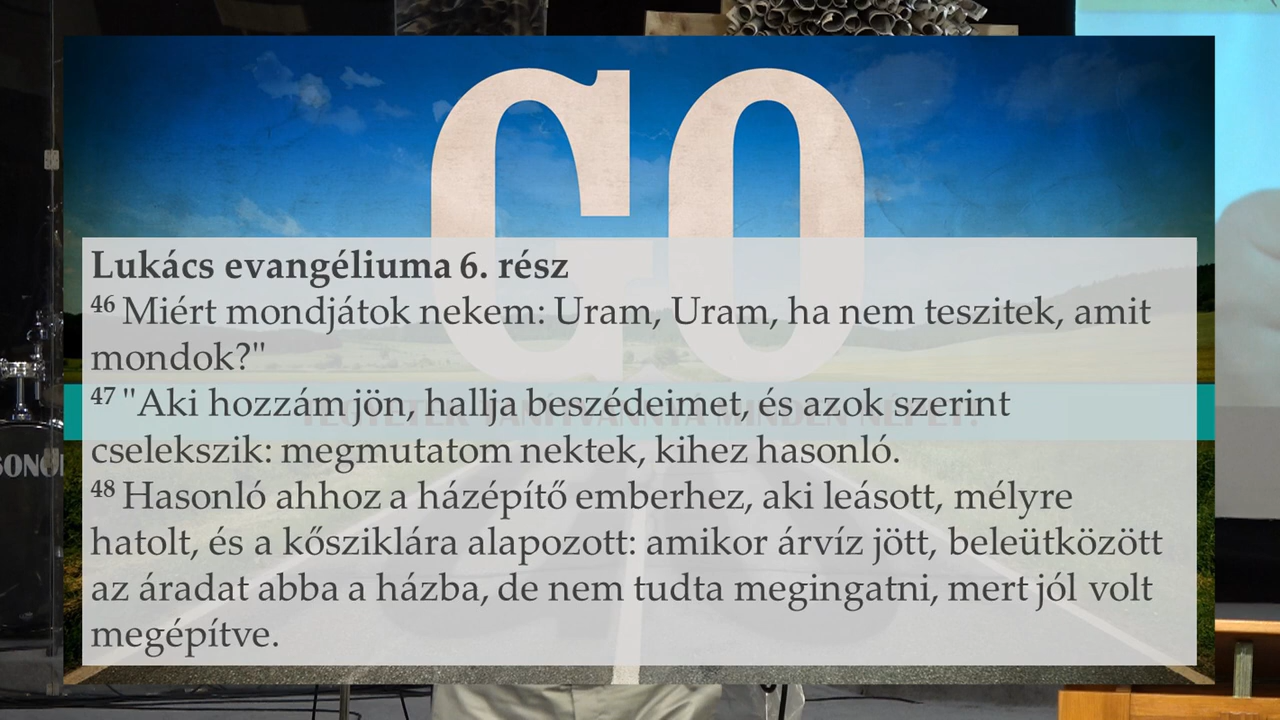 GO
Lukács evangéliuma 6. rész
46 Miért mondjátok nekem: Uram, Uram, ha nem teszitek, amit
mondok?"
47 "Aki hozzám jön, hallja beszédeimet, és azok szerint
cselekszik: megmutatom nektek, kihez hasonló.
48 Hasonló ahhoz a házépítő emberhez, aki leásott, mélyre
hatolt, és a kősziklára alapozott: amikor árvíz jött, beleütközött
az áradat abba a házba, de nem tudta megingatni, mert jól volt
megépítve.